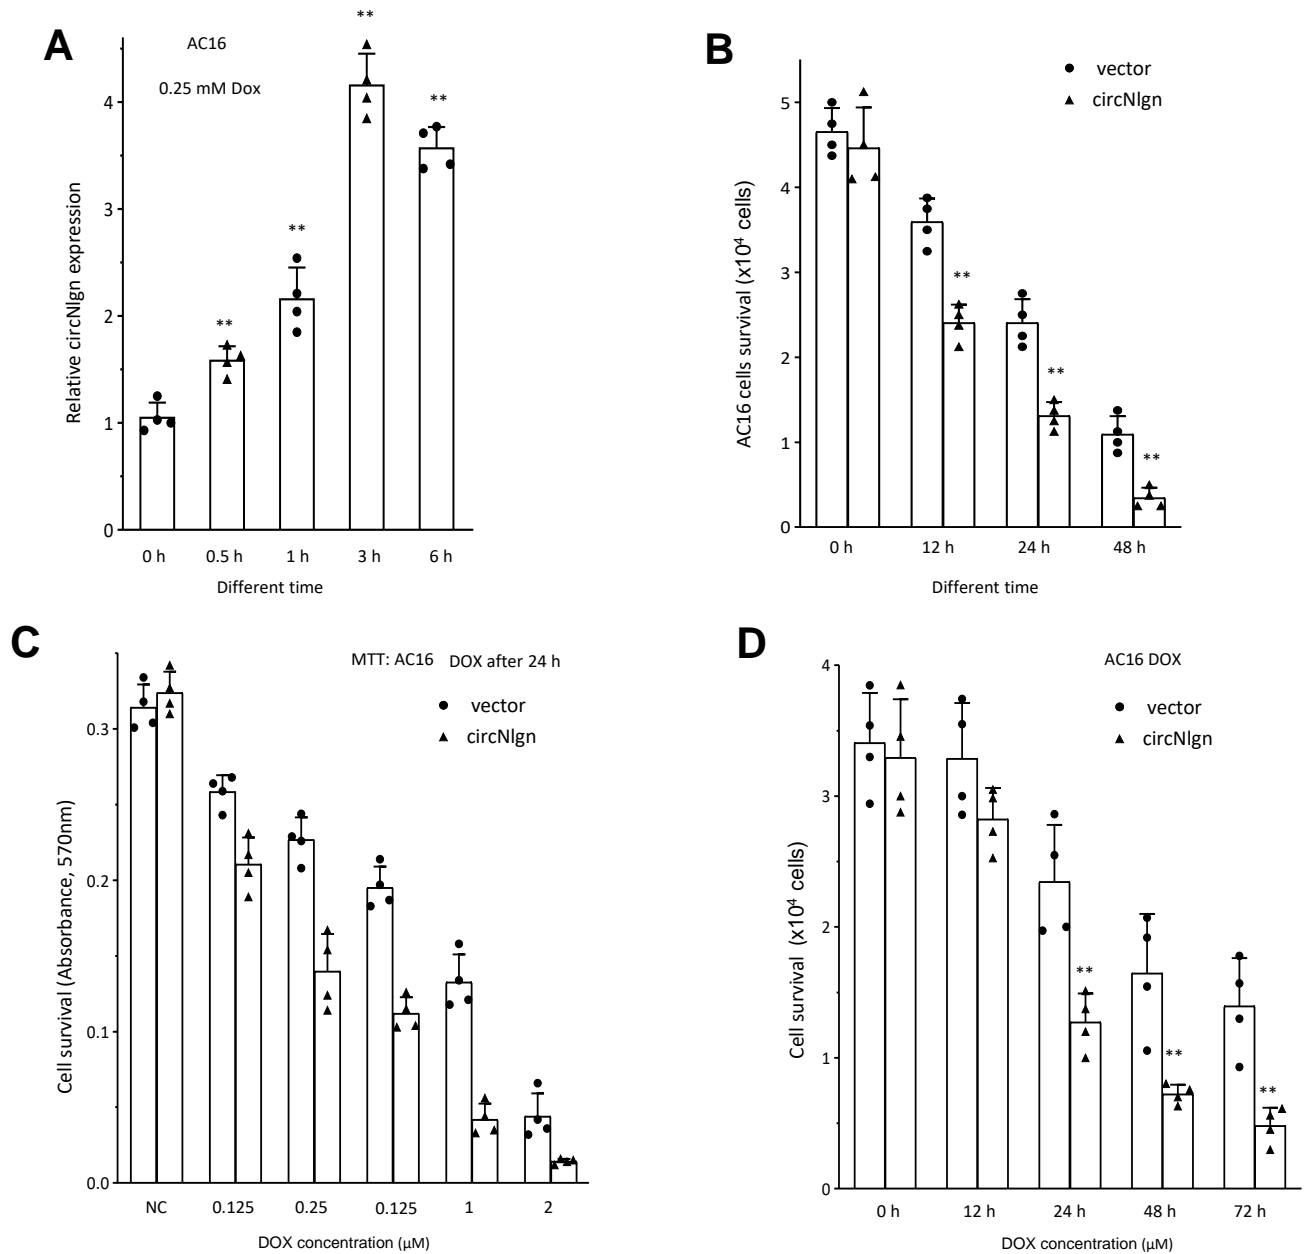 A
AC16
0.25 mM Dox
**
**
**
**
4
3
2
1
0
Relative circNlgn expression
0 h
0.5 h
1 h
3 h
6 h
Different time
B
vector
circNlgn
5
4
3
2
1
0
AC16 cells survival (x10⁴ cells)
**
**
**
0 h
12 h
24 h
48 h
Different time
C
MTT: AC16
DOX after 24 h
vector
circNlgn
0.3
0.2
0.1
0.0
Cell survival (Absorbance, 570nm)
NC
0.125
0.25
0.125
1
2
DOX concentration (µM)
D
AC16 DOX
vector
circNlgn
4
3
2
1
0
Cell survival (x10⁴ cells)
**
**
**
0 h
12 h
24 h
48 h
72 h
DOX concentration (µM)